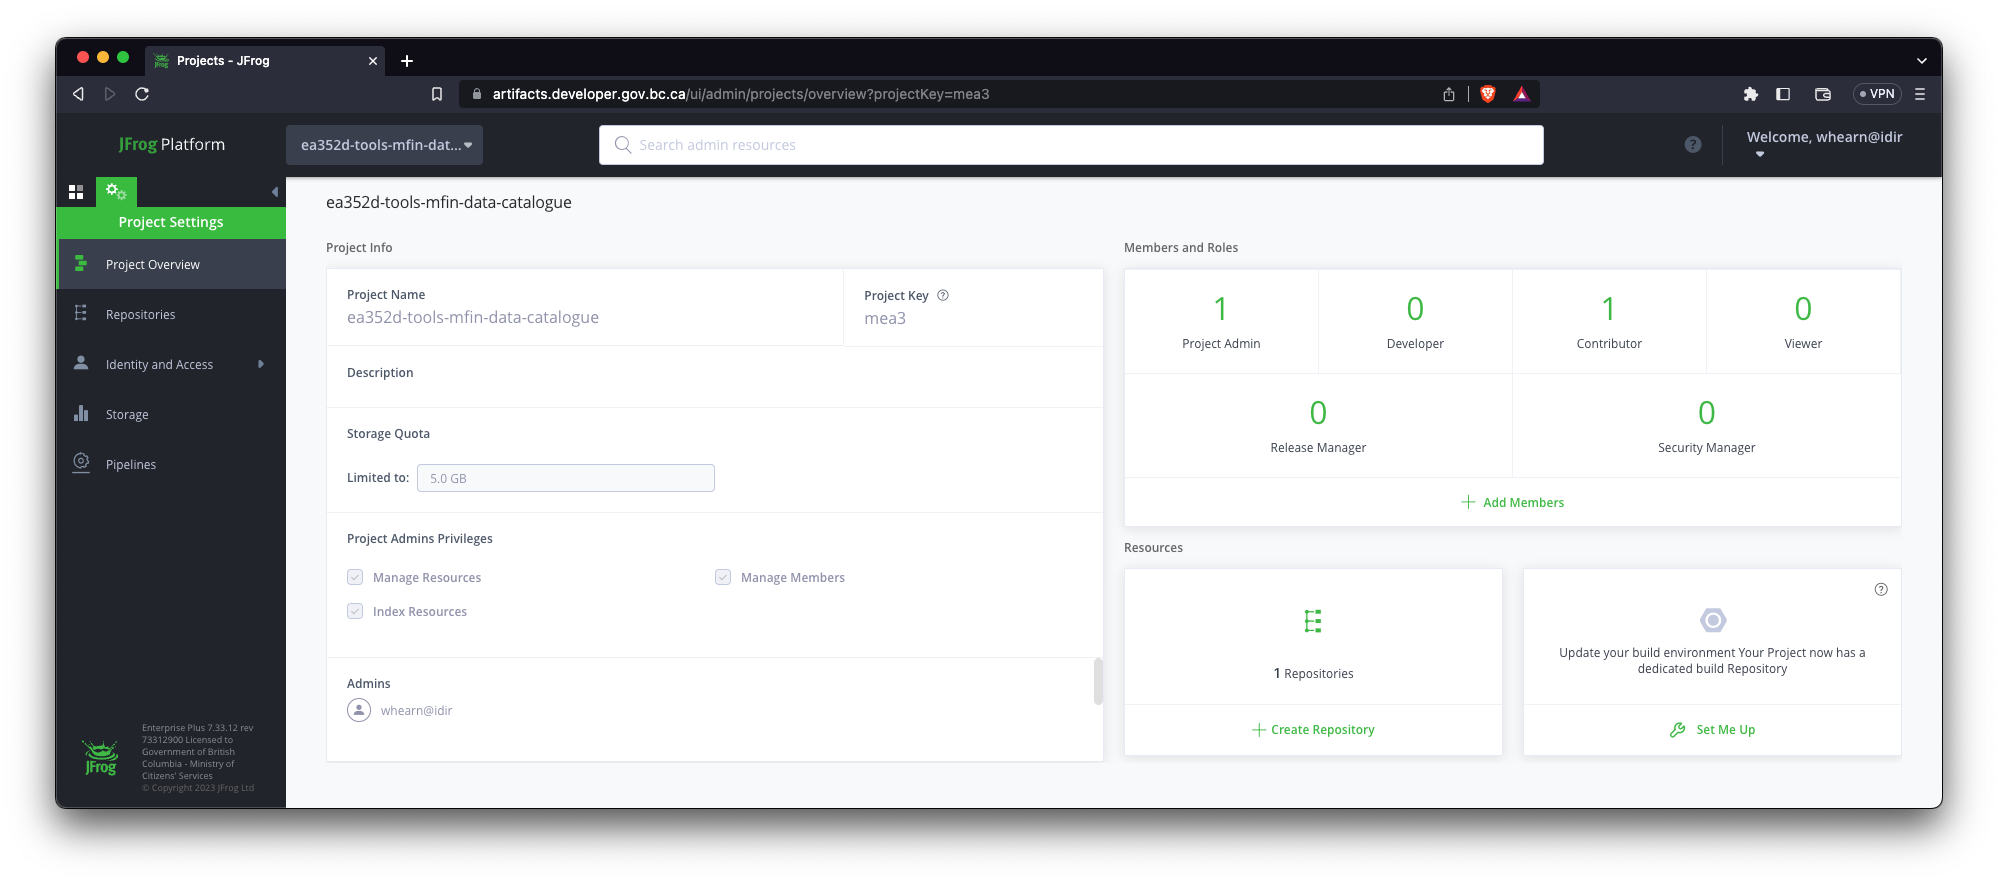 Projects - JFrog
artifacts.developer.gov.bc.ca/ui/admin/projects/overview?projectKey=mea3
VPN
JFrog Platform
ea352d-tools-mfin-dat...
Search admin resources
?
Welcome, whearn@idir
Project Settings
Project Overview
Repositories
Identity and Access
Storage
Pipelines
JFrog
Enterprise Plus 7.33.12 rev
73312900 Licensed to
Government of British
Columbia - Ministry of
Citizens' Services
© Copyright 2023 JFrog Ltd
ea352d-tools-mfin-data-catalogue
Project Info
Project Name
ea352d-tools-mfin-data-catalogue
Project Key ?
mea3
Description
Storage Quota
Limited to: 5.0 GB
Project Admins Privileges
Manage Resources
Manage Members
Index Resources
Admins
whearn@idir
Members and Roles
1
Project Admin
0
Developer
1
Contributor
0
Viewer
0
Release Manager
0
Security Manager
Add Members
Resources
1 Repositories
Create Repository
?
Update your build environment Your Project now has a
dedicated build Repository
Set Me Up